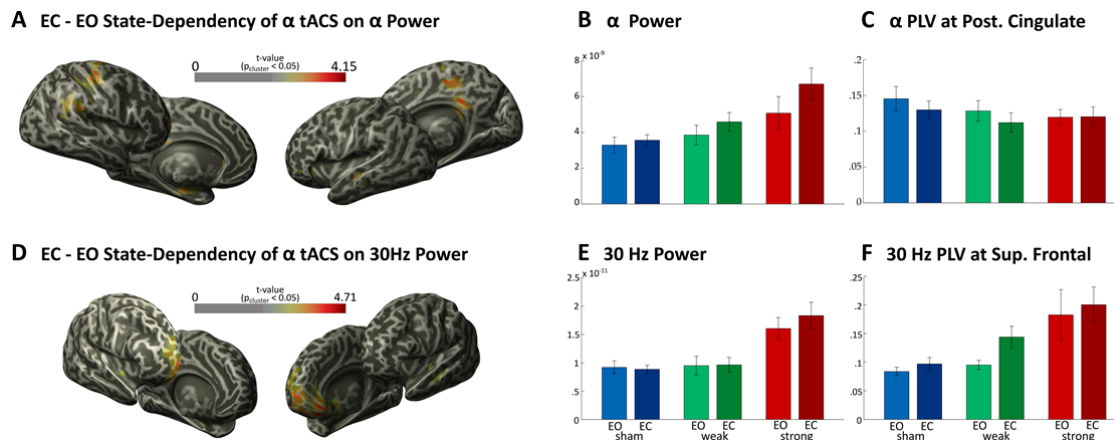 A EC - EO State-Dependency of α tACS on α Power
t-value
(pcluster < 0.05)
0 4.15
B α Power
x 10-9
8
6
4
2
0
C α PLV at Post. Cingulate
.2
.15
.1
.05
0
D EC - EO State-Dependency of α tACS on 30Hz Power
t-value
(pcluster < 0.05)
0 4.71
E 30 Hz Power
x 10-11
2.5
2
1.5
1
.5
0
EO EC EO EC EO EC
sham weak strong
F 30 Hz PLV at Sup. Frontal
.25
.2
.15
.1
.05
0
EO EC EO EC EO EC
sham weak strong